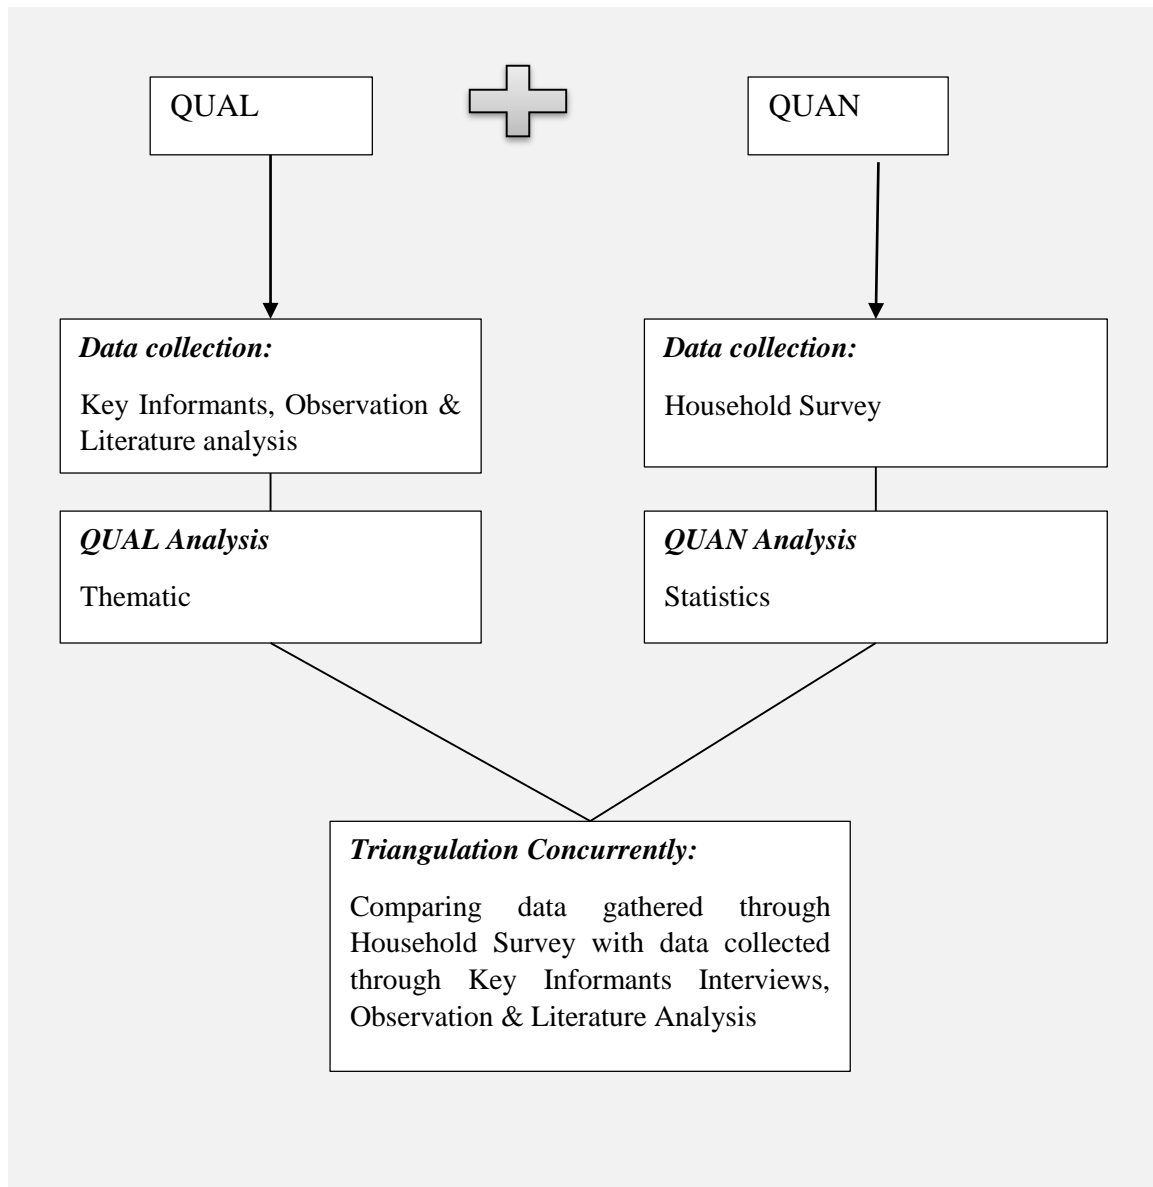 QUAL
QUAN
Data collection:
Key Informants, Observation &
Literature analysis
Data collection:
Household Survey
QUAL Analysis
Thematic
QUAN Analysis
Statistics
Triangulation Concurrently:
Comparing data gathered through
Household Survey with data collected
through Key Informants Interviews,
Observation & Literature Analysis